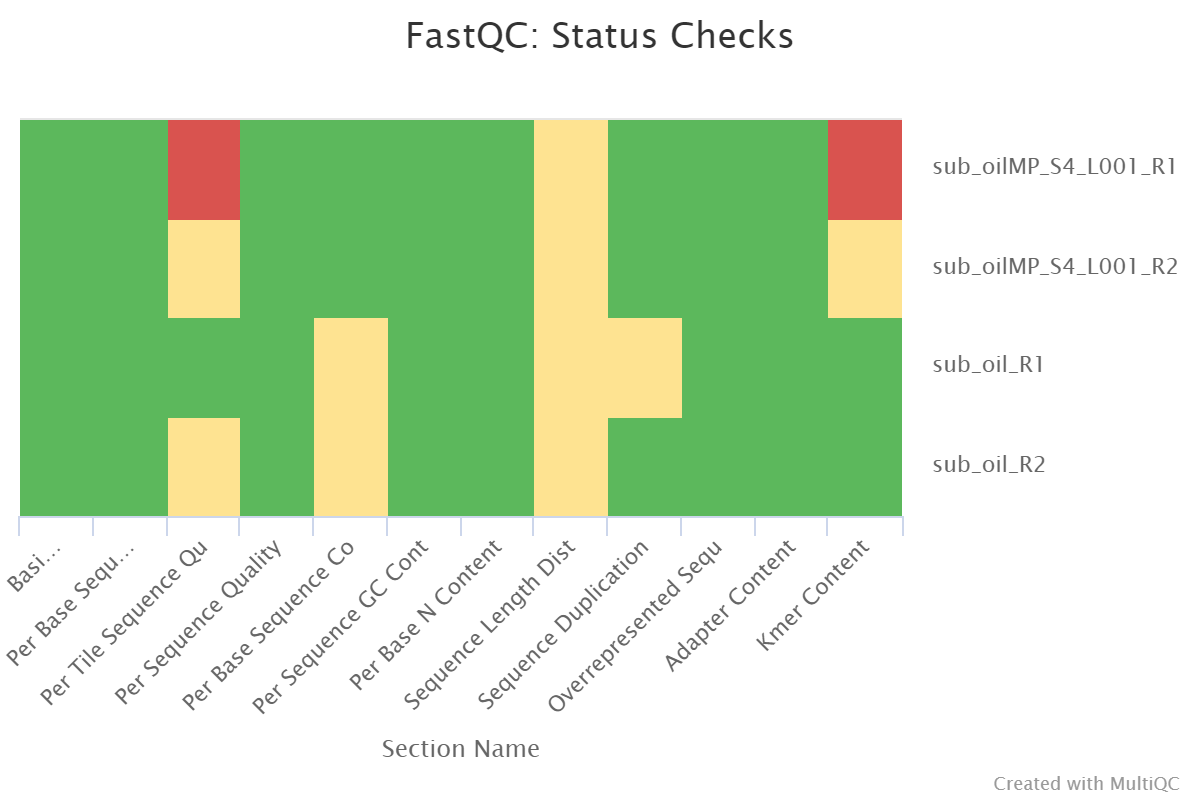 FastQC: Status Checks
sub_oilMP_S4_L001_R1
sub_oilMP_S4_L001_R2
sub_oil_R1
sub_oil_R2
Basi...
Per Base Sequ...
Per Tile Sequence Qu
Per Sequence Quality
Per Base Sequence Co
Per Sequence GC Cont
Per Base N Content
Sequence Length Dist
Sequence Duplication
Overrepresented Sequ
Adapter Content
Kmer Content
Section Name
Created with MultiQC